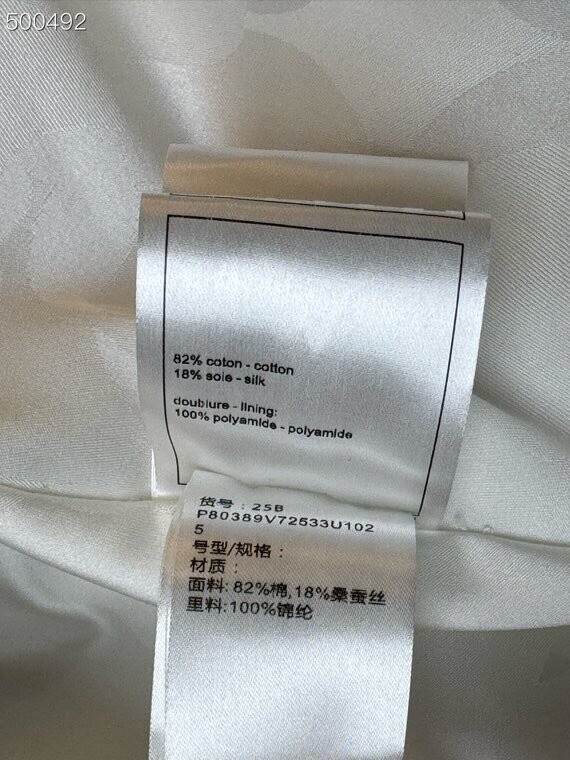 500492
82% coton - cotton
18% soie - silk
doublure - lining:
100% polyamide - polyamide
货号 : 25B
P80389V72533U102
5
号型/规格 :
材质 :
面料: 82%棉,18%桑蚕丝
里料:100%锦纶